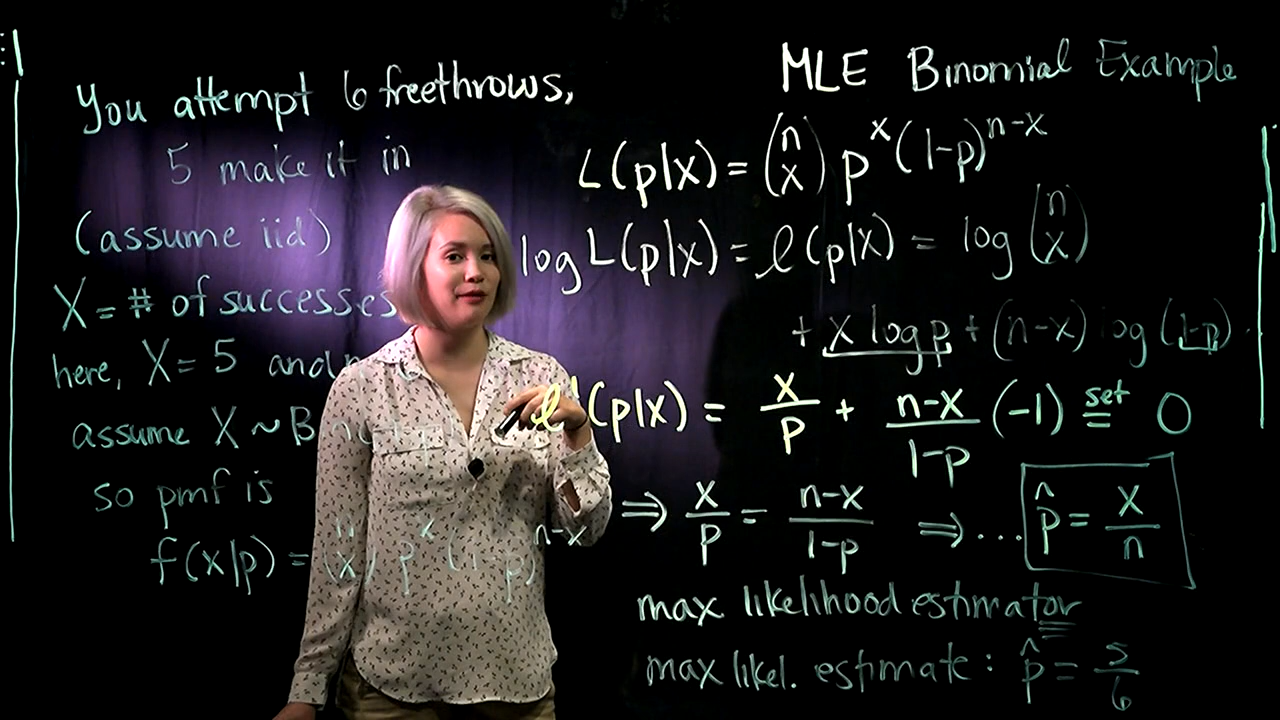 You attempt 6 freethrows,
5 make it in
(assume iid)
X = # of successes
here, X = 5 and
assume X ~ B
so pmf is
f(x|p) = (n x) p^x (1-p)^n-x
MLE Binomial Example
L(p|x) = (n x) p^x (1-p)^n-x
log L(p|x) = ℓ(p|x) = log (n x)
+ x log p + (n-x) log (1-p)
ℓ'(p|x) = x/p + n-x/1-p (-1) set = 0
⇒ x/p = n-x/1-p ⇒ ... p̂ = x/n
max likelihood estimator
max likel. estimate: p̂ = 5/6